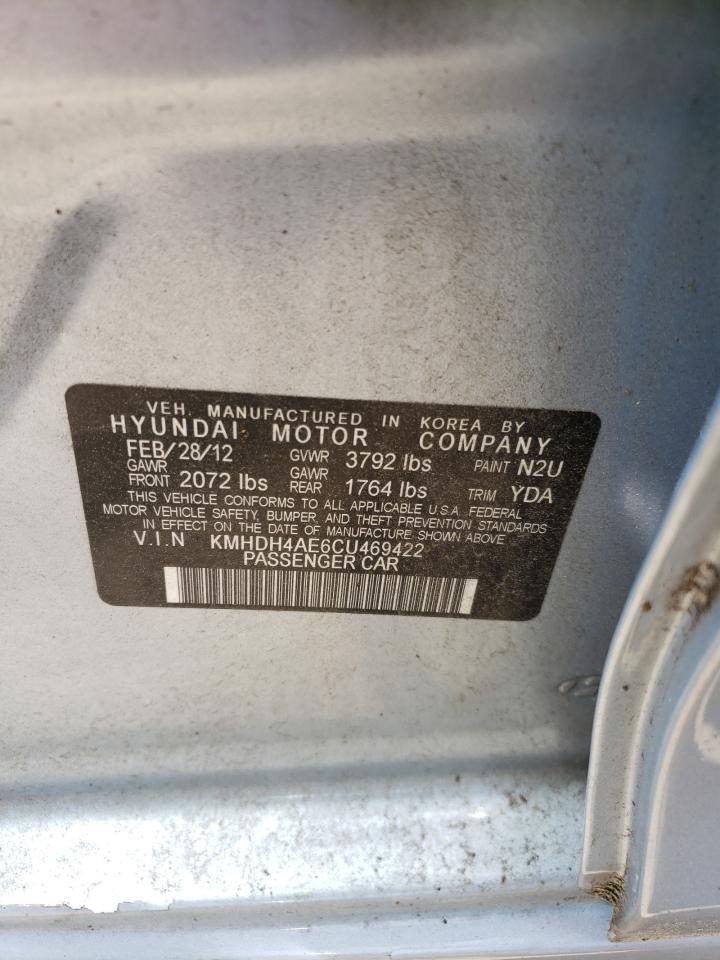 VEH. MANUFACTURED IN KOREA BY
HYUNDAI MOTOR COMPANY
FEB/28/12 GVWR 3792 lbs PAINT N2U
GAWR FRONT 2072 lbs GAWR REAR 1764 lbs TRIM YDA
THIS VEHICLE CONFORMS TO ALL APPLICABLE U.S.A. FEDERAL
MOTOR VEHICLE SAFETY, BUMPER, AND THEFT PREVENTION STANDARDS
IN EFFECT ON THE DATE OF MANUFACTURE SHOWN ABOVE
V.I.N KMHDH4AE6CU469422
PASSENGER CAR